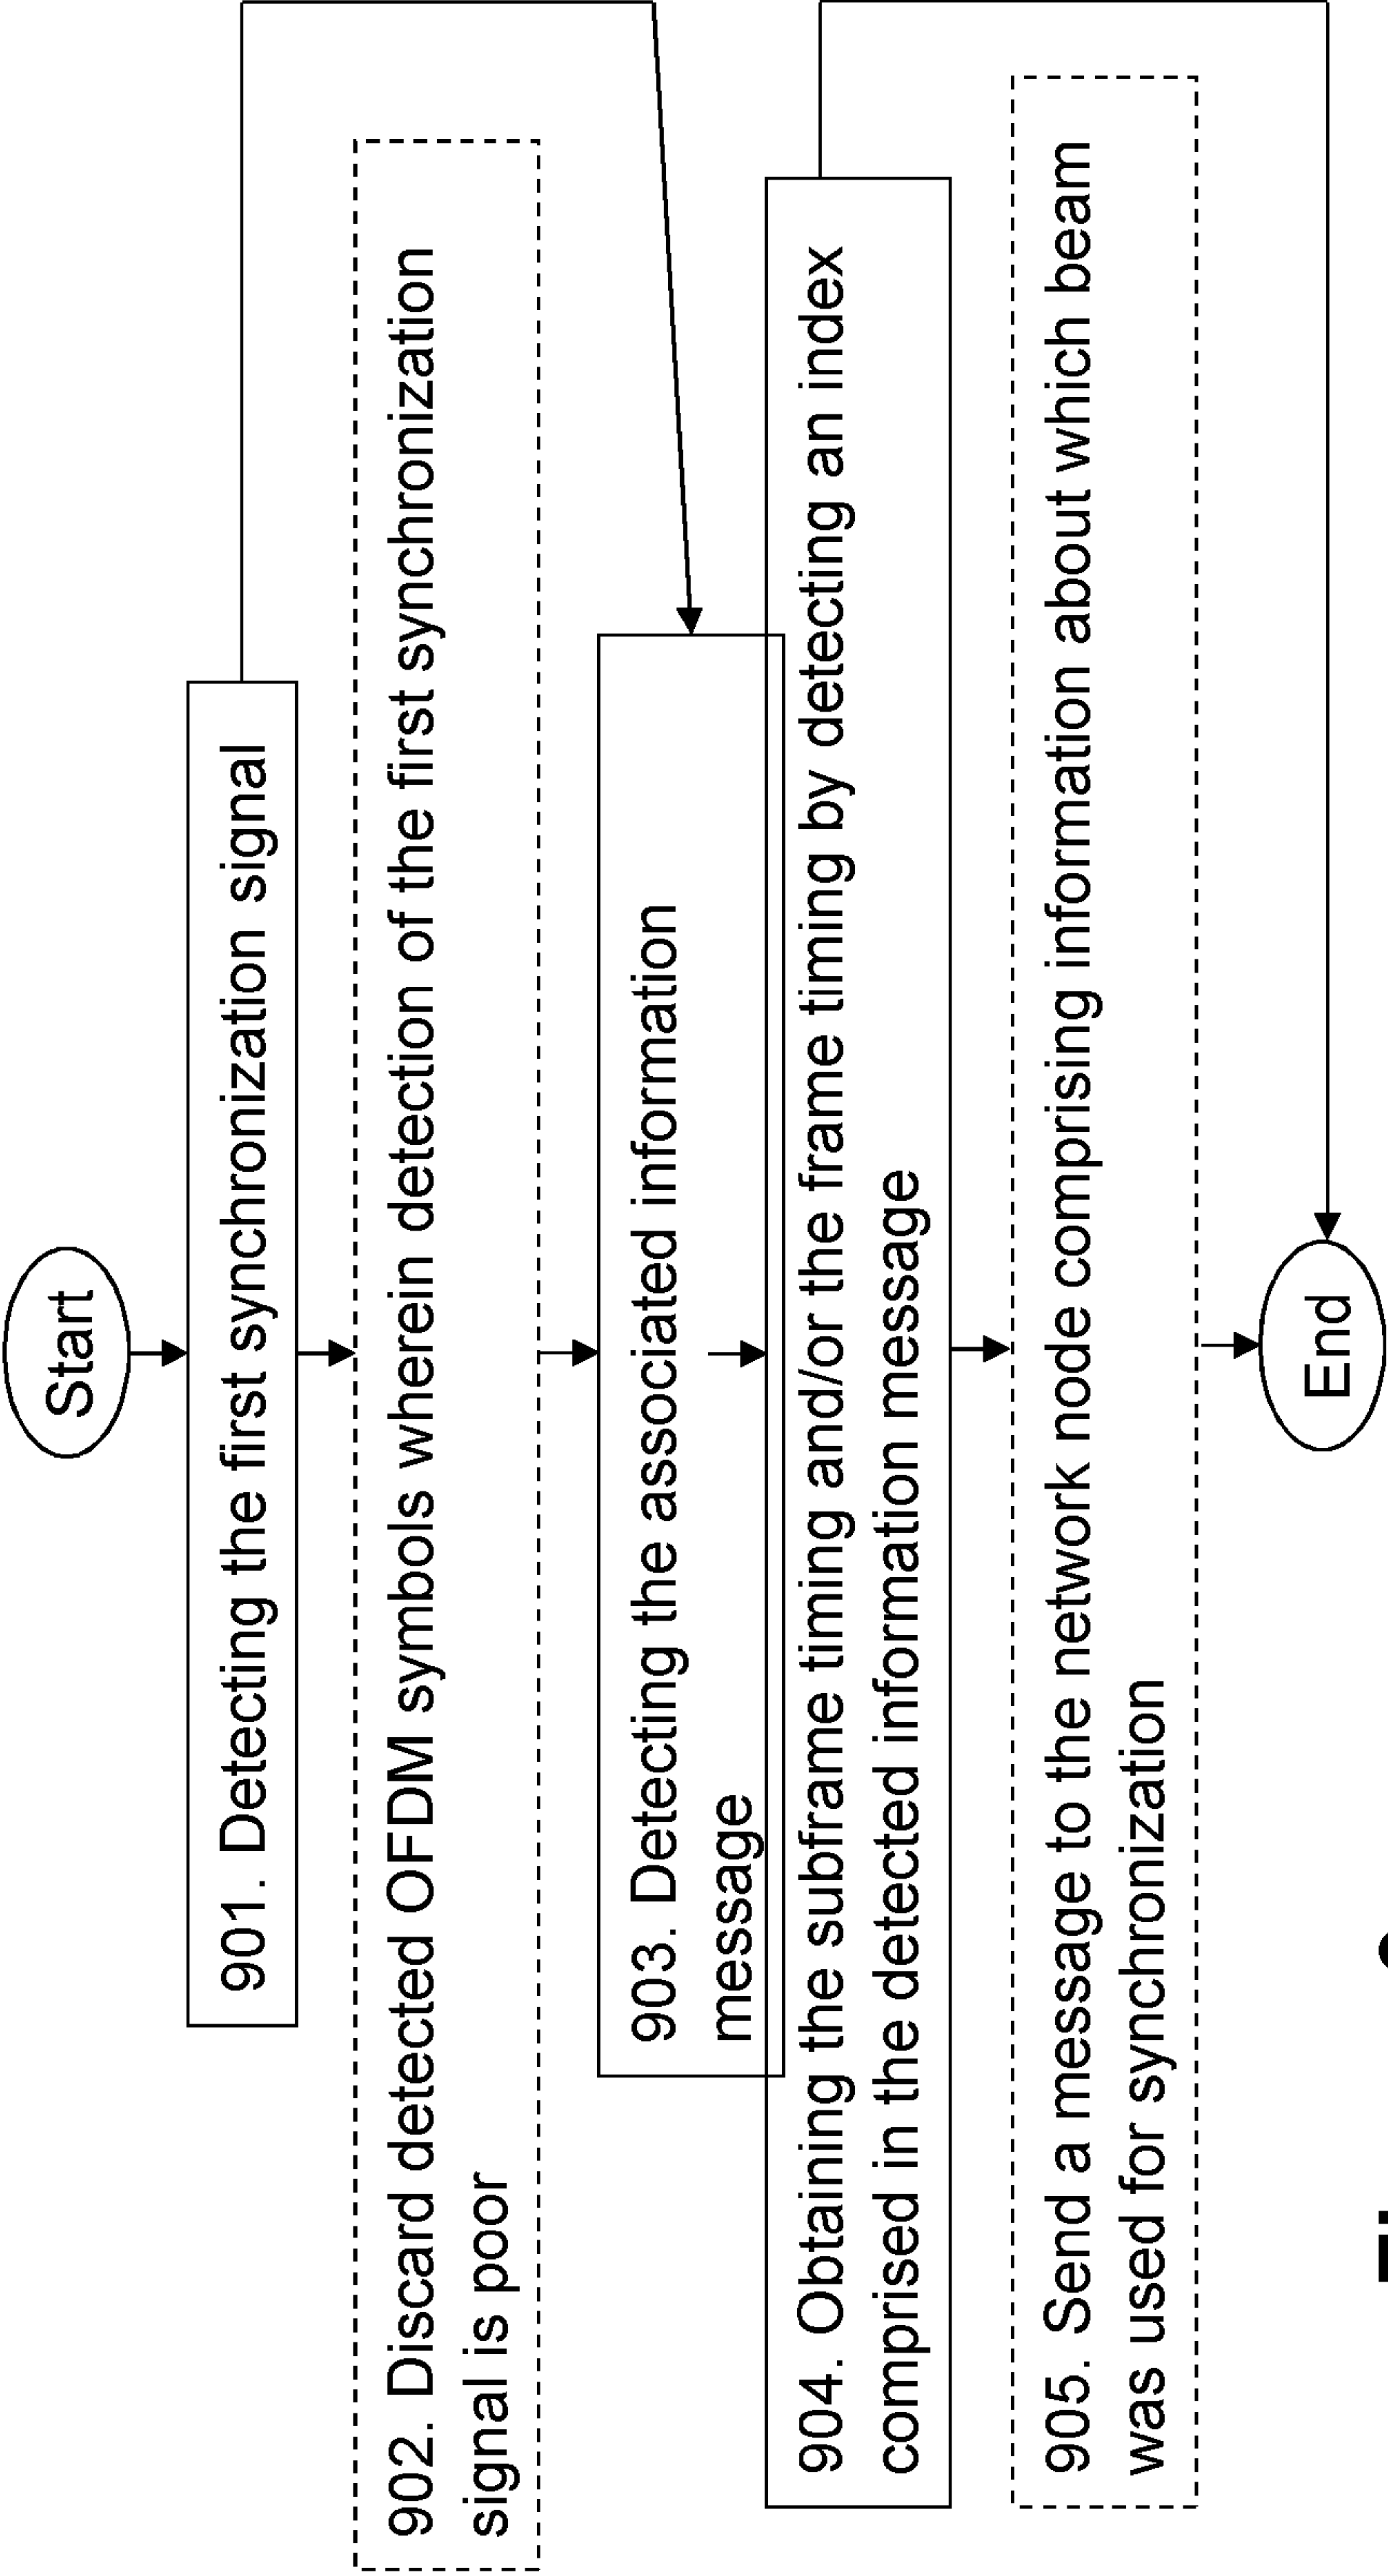 Start
901. Detecting the first synchronization signal
902. Discard detected OFDM symbols wherein detection of the first synchronization
signal is poor
903. Detecting the associated information
message
904. Obtaining the subframe timing and/or the frame timing by detecting an index
comprised in the detected information message
905. Send a message to the network node comprising information about which beam
was used for synchronization
End